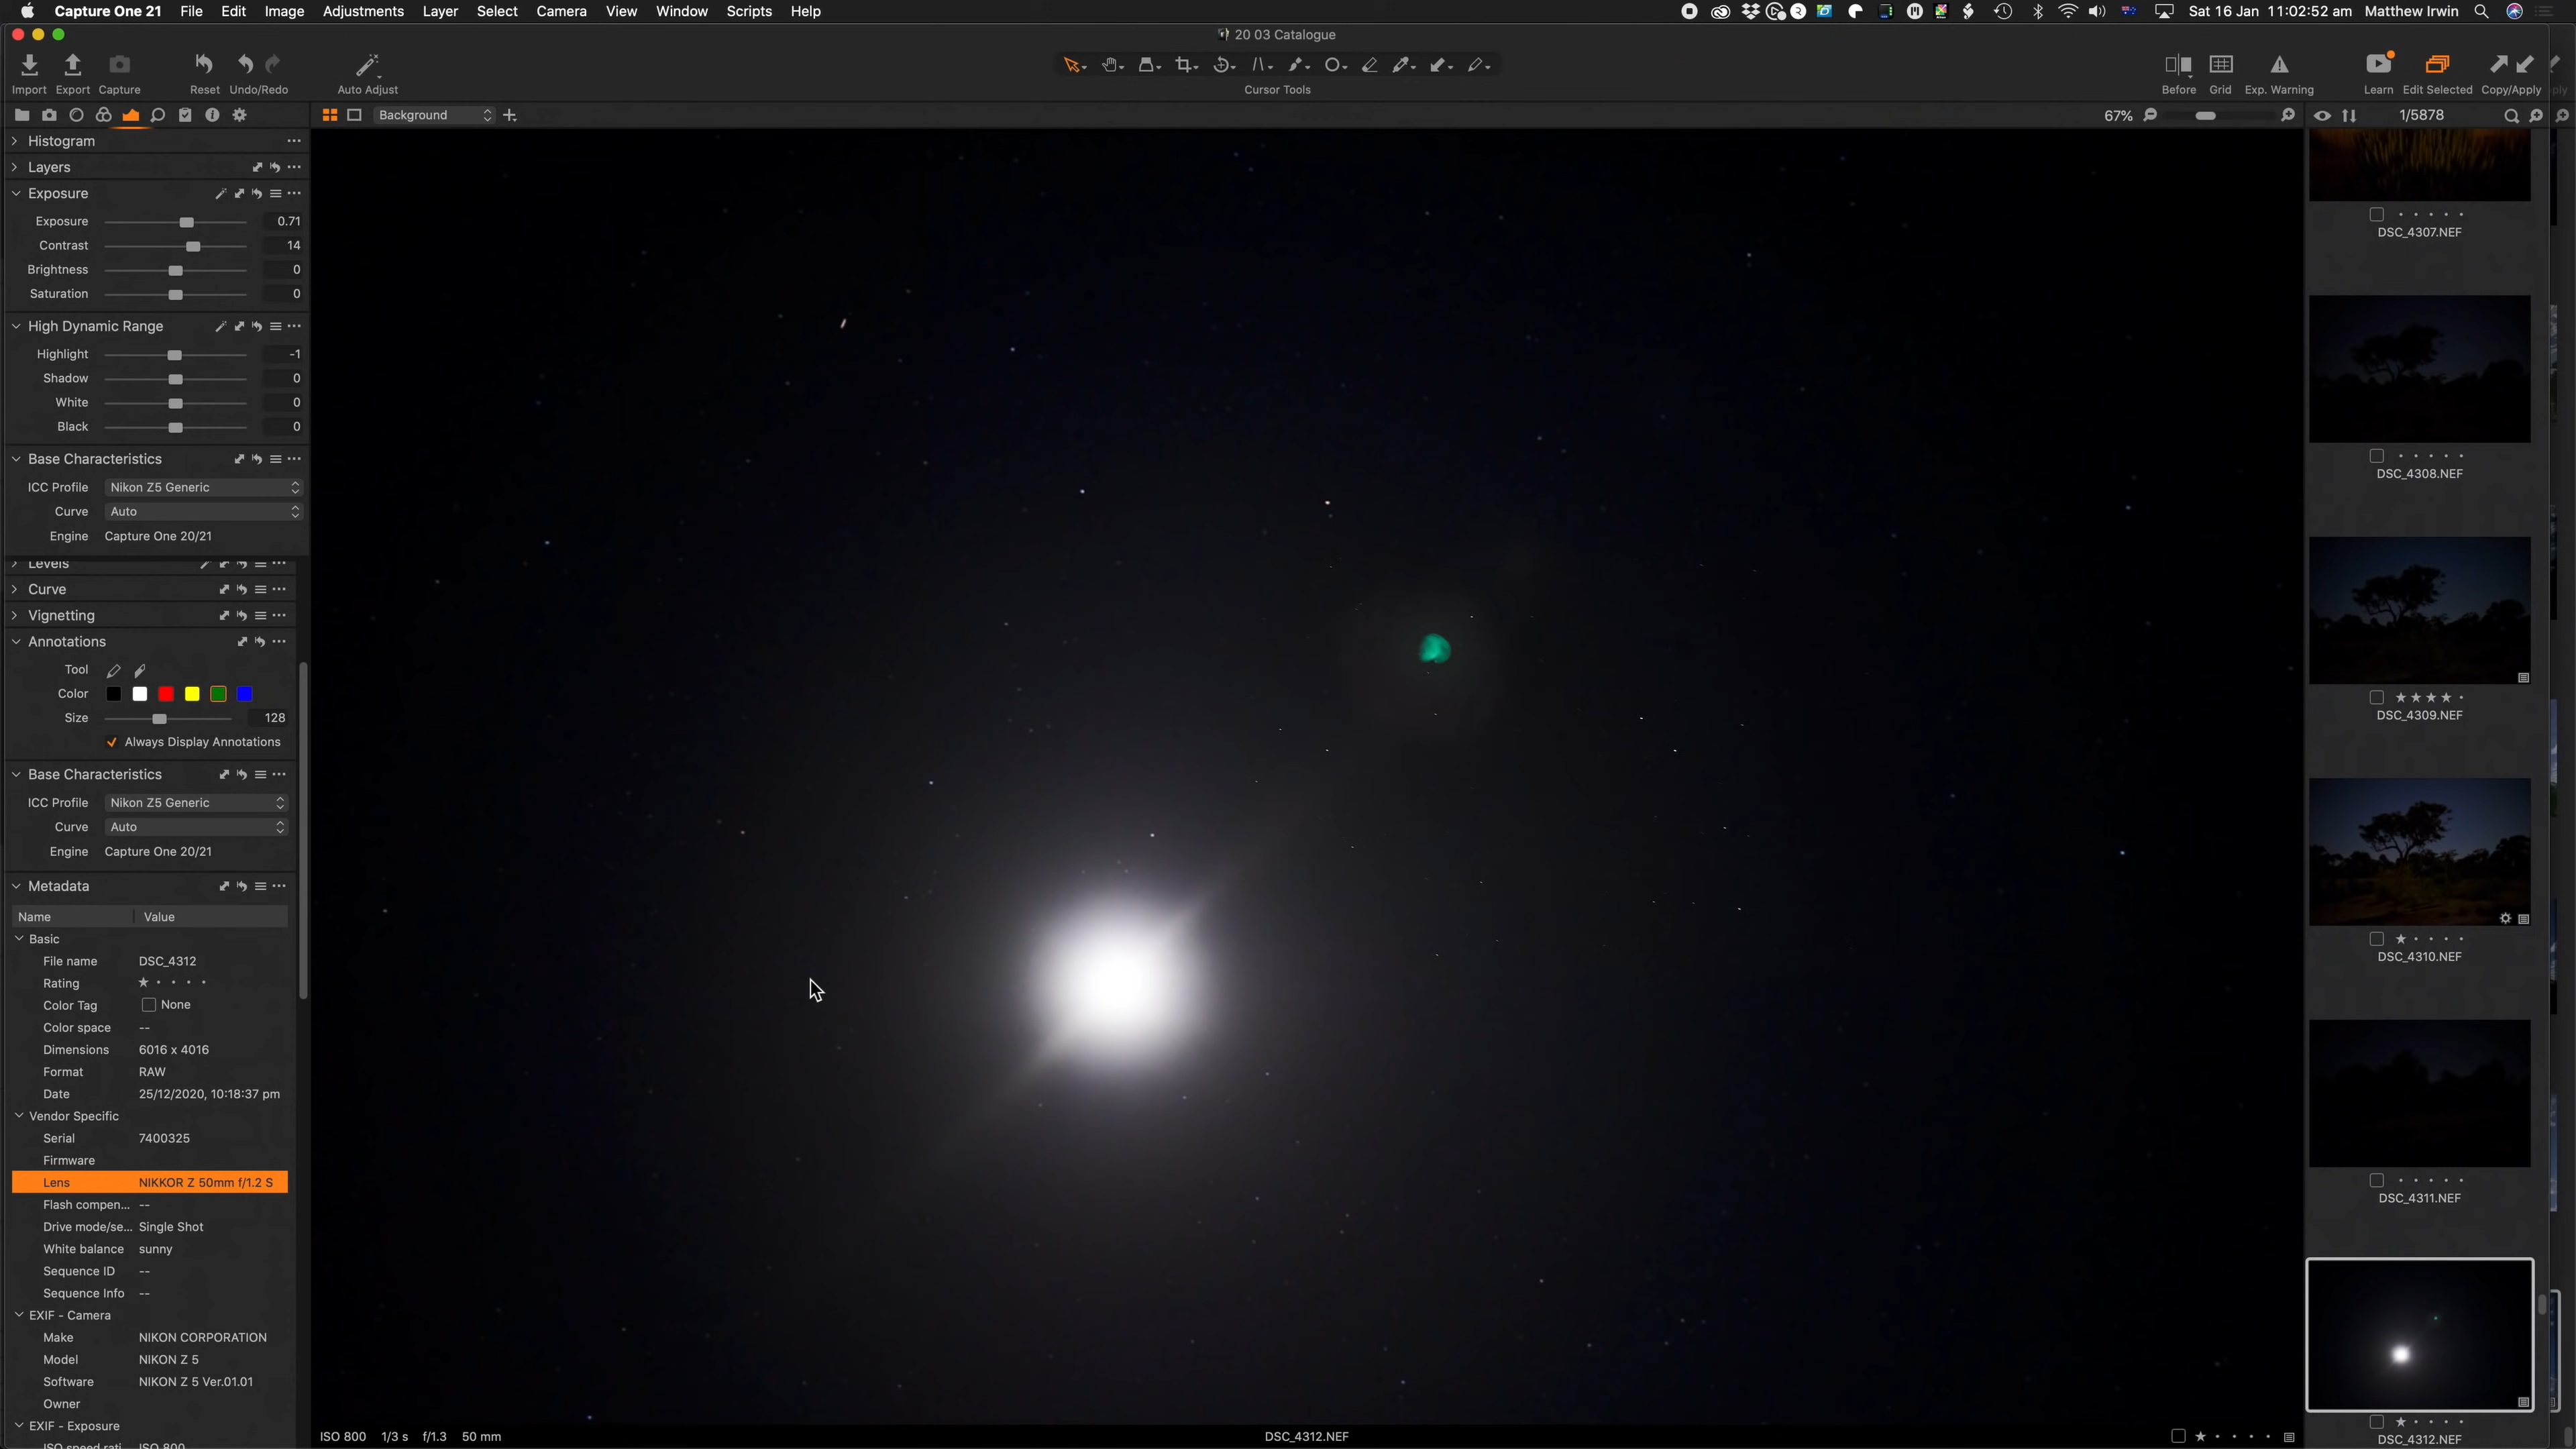 Capture One 21 File Edit Image Adjustments Layer Select Camera View Window Scripts Help
Sat 16 Jan 11:02:52 am Matthew Irwin
20 03 Catalogue
Import Export Capture Reset Undo/Redo Auto Adjust
Cursor Tools
Before Grid Exp. Warning Learn Edit Selected Copy/Apply
Background
67%
1/5878
Histogram
Layers
Exposure
Exposure 0.71
Contrast 14
Brightness 0
Saturation 0
High Dynamic Range
Highlight -1
Shadow 0
White 0
Black 0
Base Characteristics
ICC Profile Nikon Z5 Generic
Curve Auto
Engine Capture One 20/21
Levels
Curve
Vignetting
Annotations
Tool
Color
Size 128
Always Display Annotations
Base Characteristics
ICC Profile Nikon Z5 Generic
Curve Auto
Engine Capture One 20/21
Metadata
Name Value
Basic
File name DSC_4312
Rating
Color Tag None
Color space --
Dimensions 6016 x 4016
Format RAW
Date 25/12/2020, 10:18:37 pm
Vendor Specific
Serial 7400325
Firmware
Lens NIKKOR Z 50mm f/1.2 S
Flash compen... --
Drive mode/se... Single Shot
White balance sunny
Sequence ID --
Sequence Info --
EXIF - Camera
Make NIKON CORPORATION
Model NIKON Z 5
Software NIKON Z 5 Ver.01.01
Owner
EXIF - Exposure
ISO speed rati... ISO 800
ISO 800 1/3 s f/1.3 50 mm
DSC_4312.NEF
DSC_4307.NEF
DSC_4308.NEF
DSC_4309.NEF
DSC_4310.NEF
DSC_4311.NEF
DSC_4312.NEF